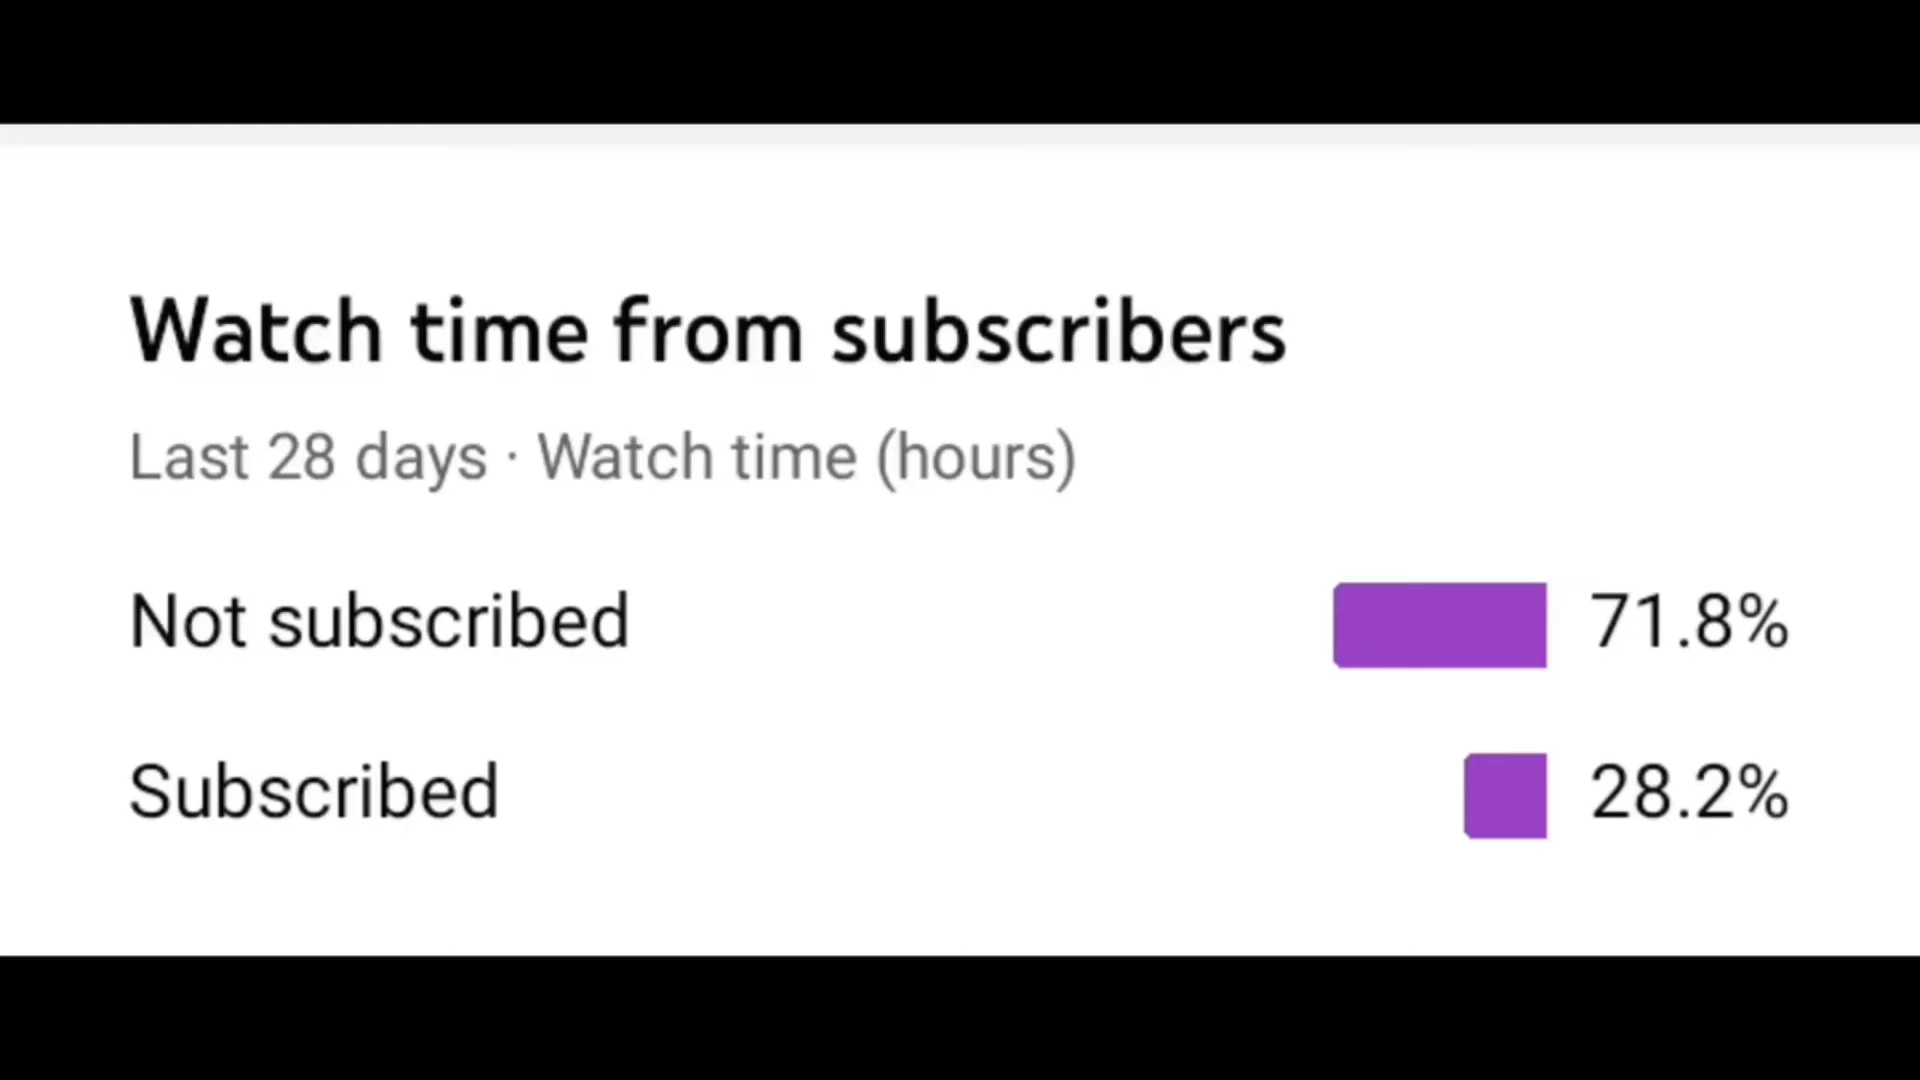 Watch time from subscribers
Last 28 days · Watch time (hours)
Not subscribed 71.8%
Subscribed 28.2%